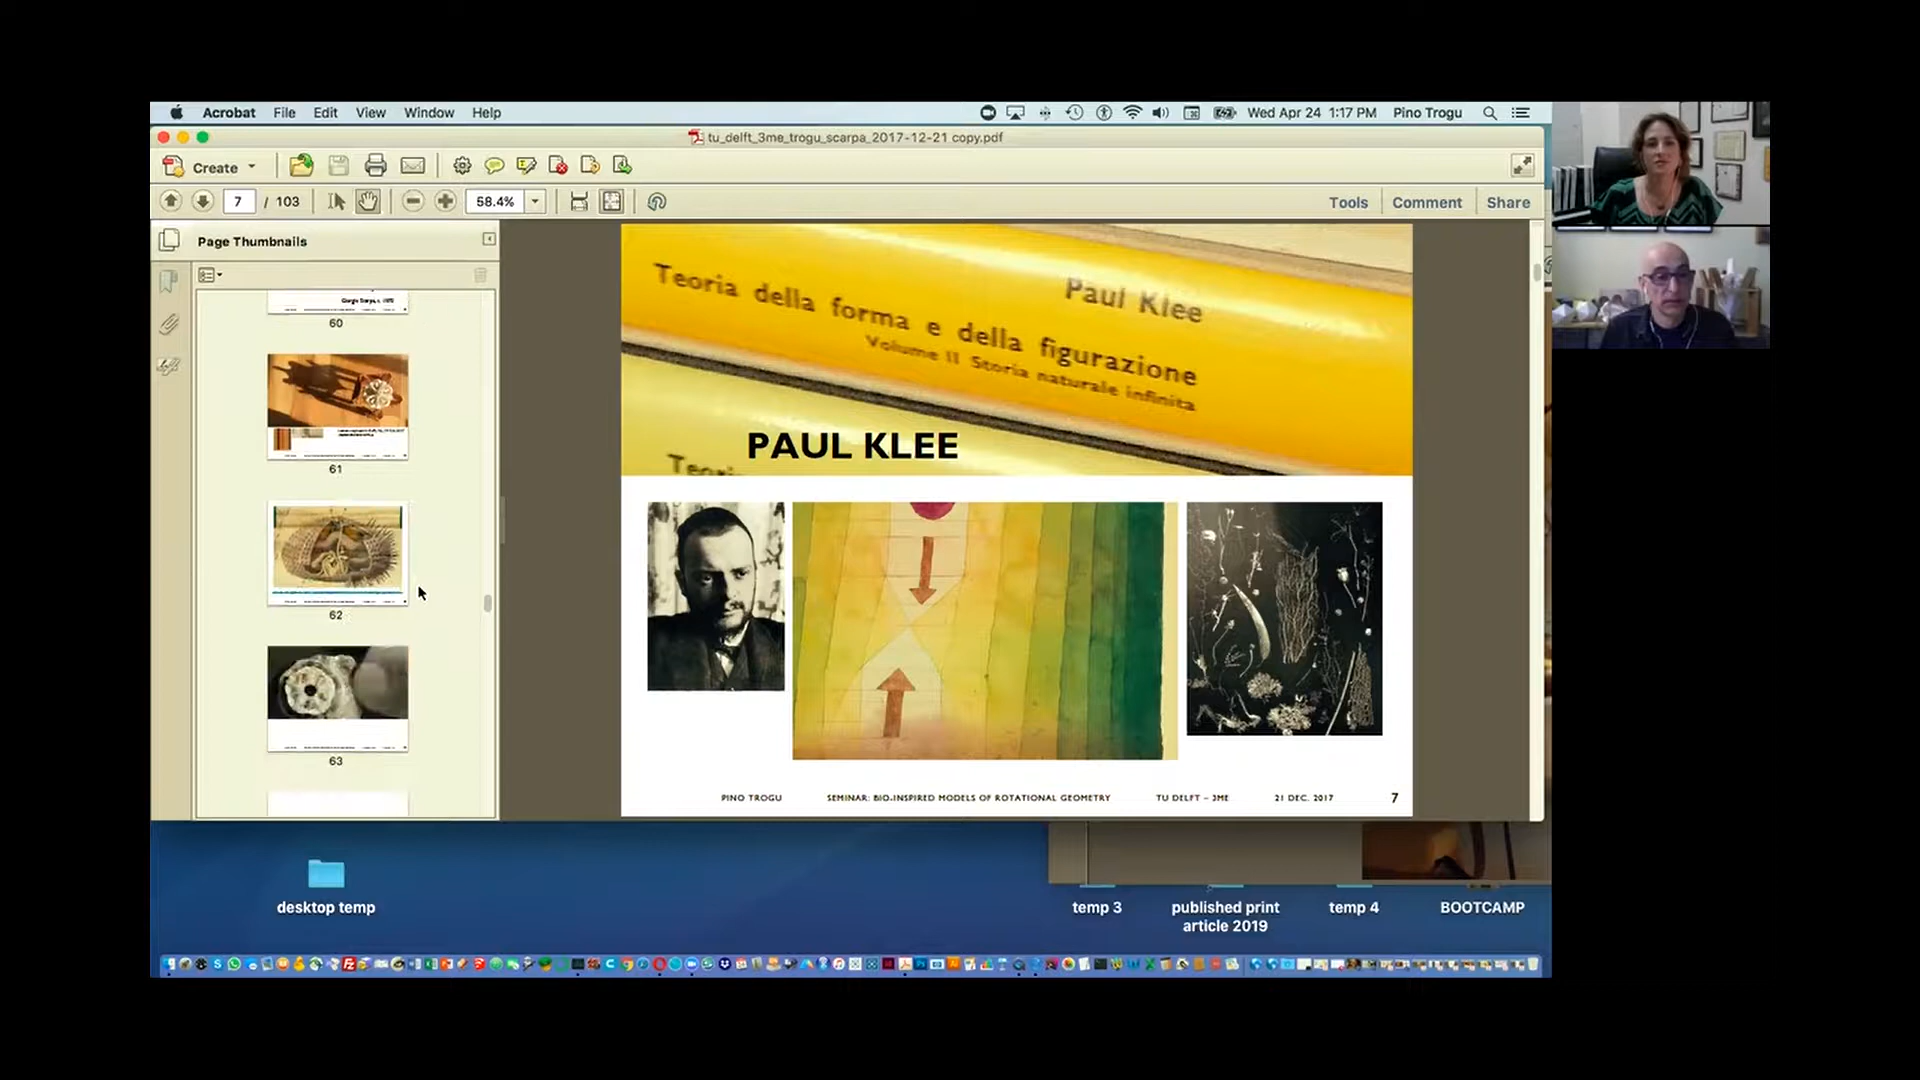 Acrobat File Edit View Window Help Wed Apr 24 1:17 PM Pino Trogu
tu_delft_3me_trogu_scarpa_2017-12-21 copy.pdf
Create
7 / 103 58.4% Tools Comment Share
Page Thumbnails
60
61
62
63
Paul Klee
Teoria della forma e della figurazione
Volume II Storia naturale infinita
PAUL KLEE
PINO TROGU SEMINAR: BIO-INSPIRED MODELS OF ROTATIONAL GEOMETRY TU DELFT – 3ME 21 DEC. 2017 7
desktop temp
temp 3
published print
article 2019
temp 4
BOOTCAMP